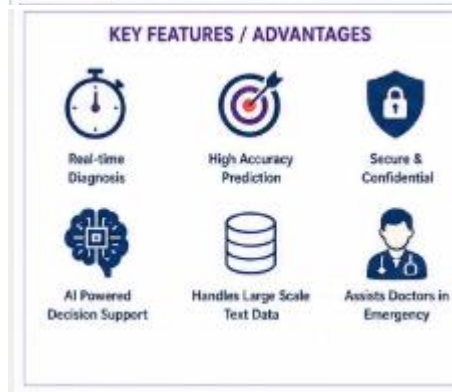 KEY FEATURES / ADVANTAGES
Real-time
Diagnosis
High Accuracy
Prediction
Secure &
Confidential
AI Powered
Decision Support
Handles Large Scale
Text Data
Assists Doctors in
Emergency